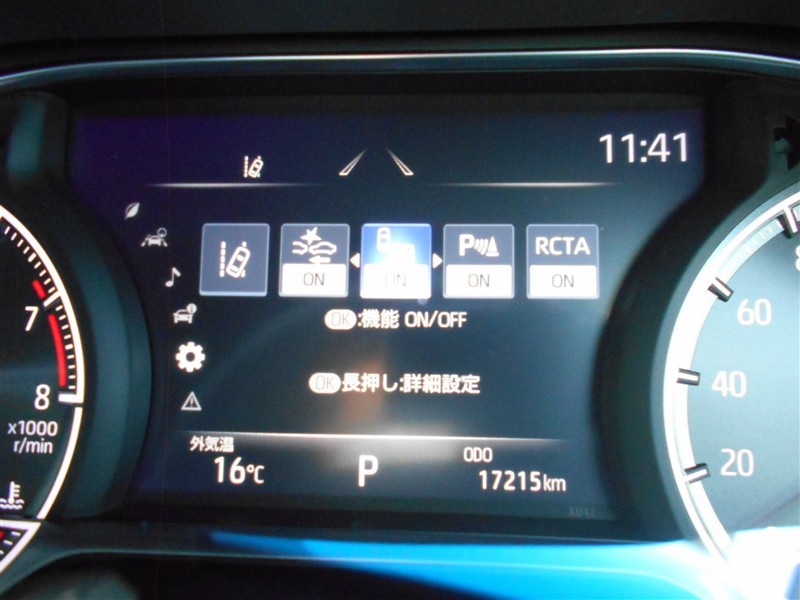 11:41
P RCTA
ON ON ON ON
OK:機能 ON/OFF
OK長押し:詳細設定
外気温
16℃
P
ODO
17215km
7
8
x1000
r/min
60
40
20